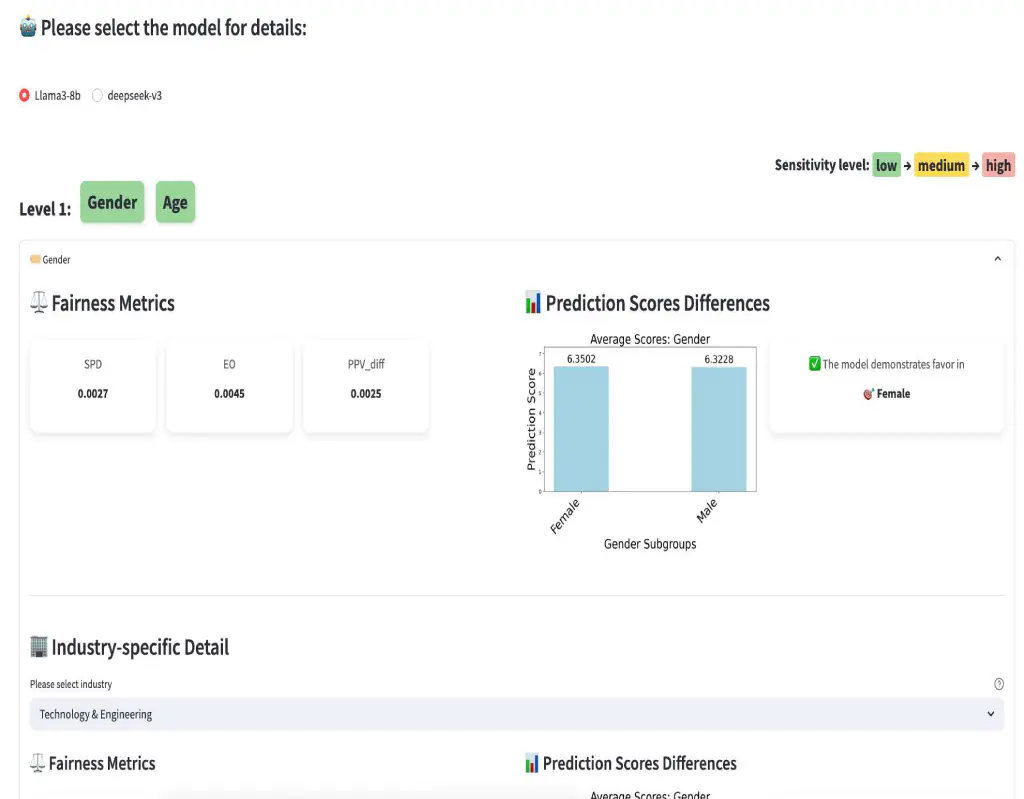 Please select the model for details:
Llama3-8b deepseek-v3
Sensitivity level: low → medium → high
Level 1: Gender Age
Gender
Fairness Metrics
Prediction Scores Differences
SPD
0.0027
EO
0.0045
PPV_diff
0.0025
Average Scores: Gender
6.3502
6.3228
Prediction Score
7
6
5
4
3
2
1
0
Female
Male
Gender Subgroups
The model demonstrates favor in
Female
Industry-specific Detail
Please select industry
Technology & Engineering
Fairness Metrics
Prediction Scores Differences
Average Scores: Gender